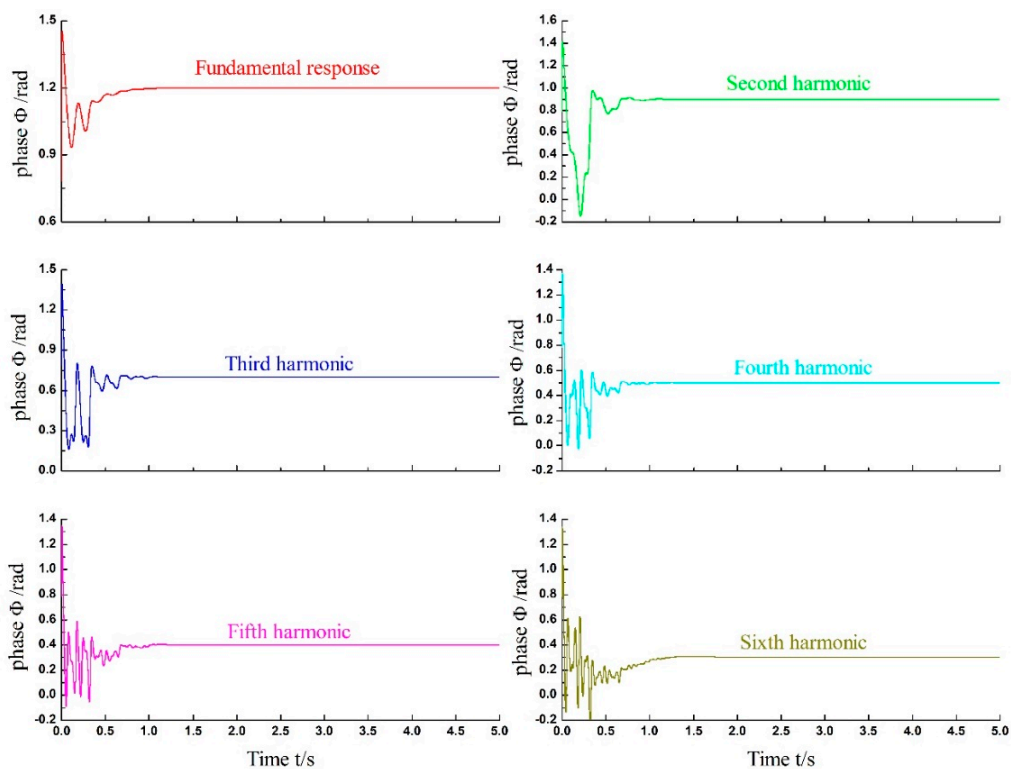 1.5
1.2
0.9
0.6
phase Φ /rad
Fundamental response
1.6
1.4
1.2
1.0
0.8
0.6
0.4
0.2
0.0
-0.2
phase Φ /rad
Second harmonic
1.5
1.2
0.9
0.6
0.3
0.0
phase Φ /rad
Third harmonic
1.4
1.2
1.0
0.8
0.6
0.4
0.2
0.0
-0.2
phase Φ /rad
Fourth harmonic
1.4
1.2
1.0
0.8
0.6
0.4
0.2
0.0
-0.2
phase Φ /rad
Fifth harmonic
0.0 0.5 1.0 1.5 2.0 2.5 3.0 3.5 4.0 4.5 5.0
Time t/s
1.4
1.2
1.0
0.8
0.6
0.4
0.2
0.0
-0.2
phase Φ /rad
Sixth harmonic
0.0 0.5 1.0 1.5 2.0 2.5 3.0 3.5 4.0 4.5 5.0
Time t/s